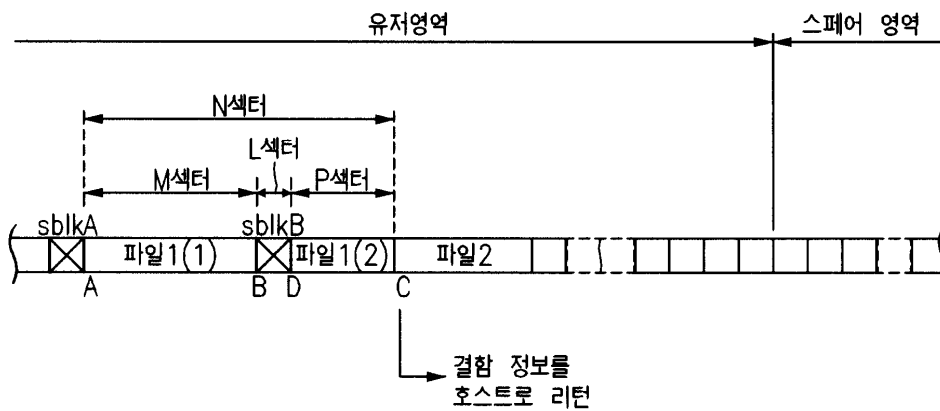 유저영역
스페어 영역
N섹터
L섹터
M섹터
P섹터
sblkA
sblkB
파일1(1)
파일1(2)
파일2
A
B
D
C
결함 정보를
호스트로 리턴